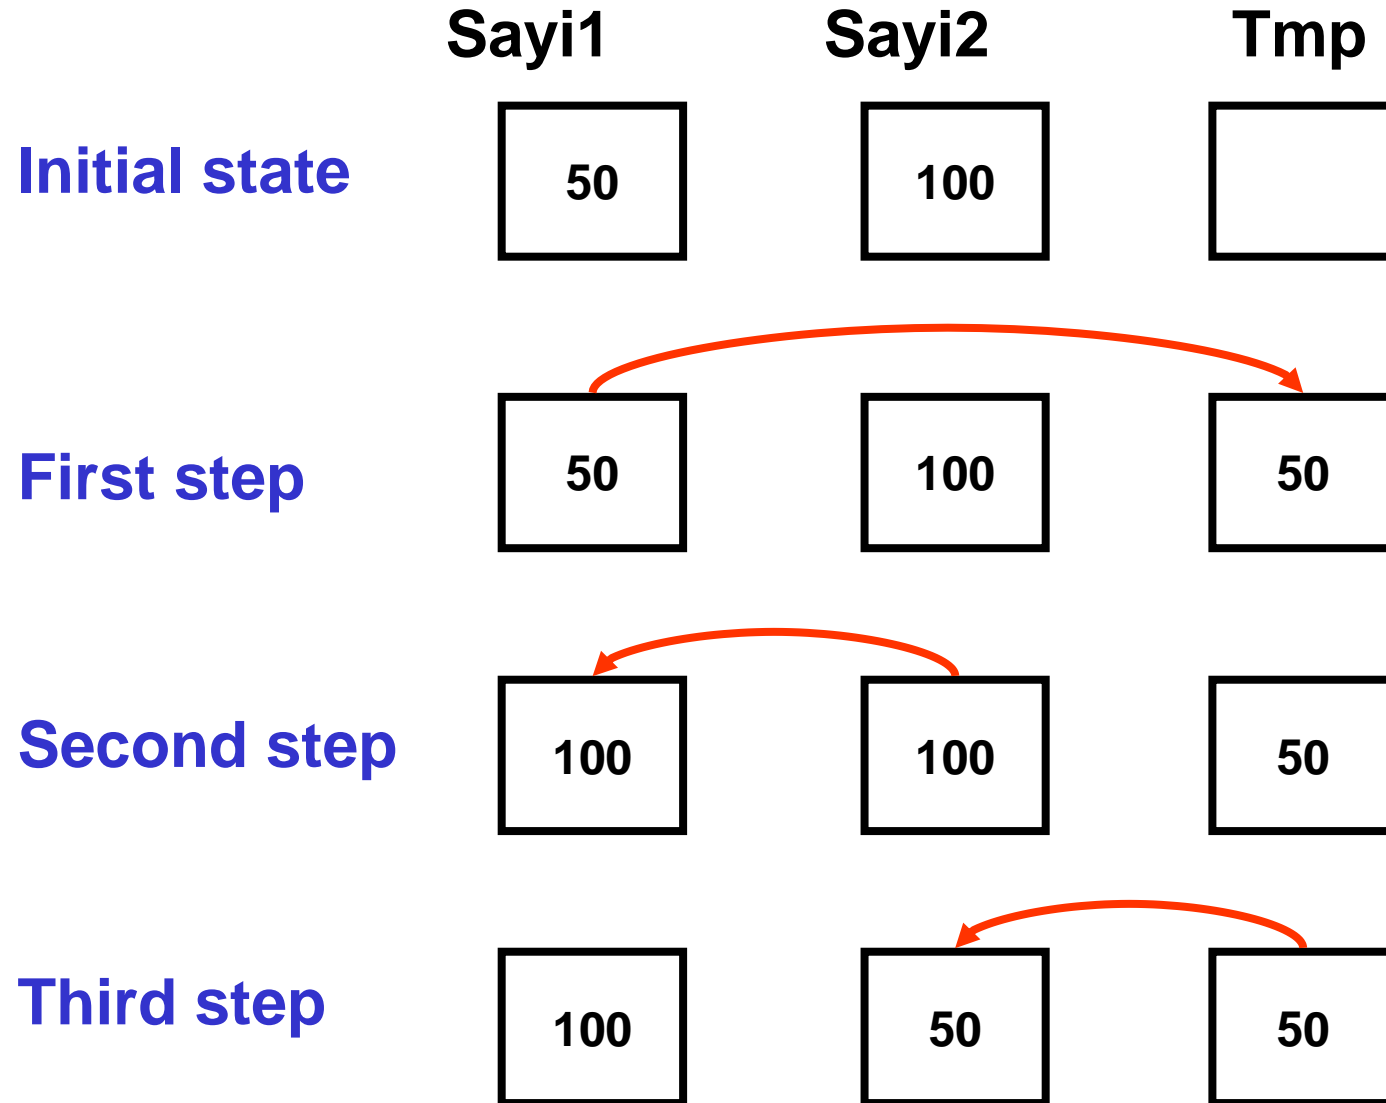 Sayi1 Sayi2 Tmp
Initial state 50 100
First step 50 100 50
Second step 100 100 50
Third step 100 50 50